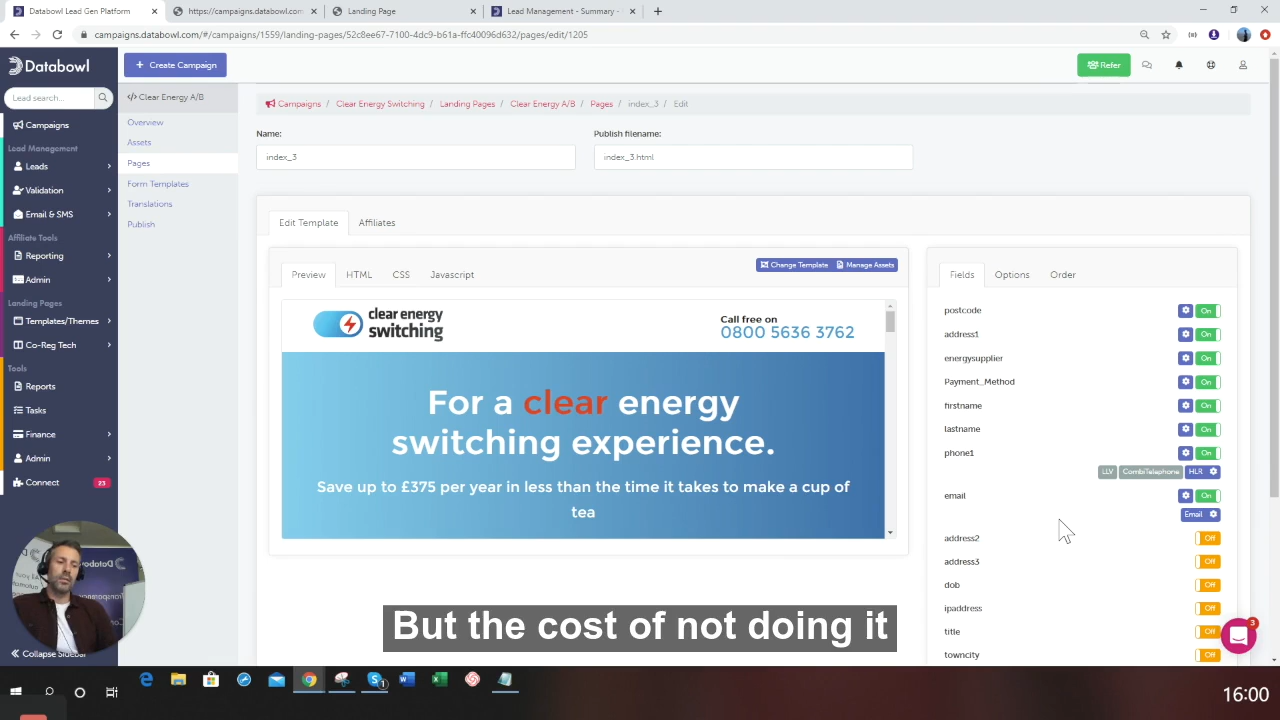 Databowl Lead Gen Platform
https://campaigns.databowl.com
Landing Page
Lead Management - Summary -
campaigns.databowl.com/#/campaigns/1559/landing-pages/52c8ee67-7100-4dc9-b61a-fcf40096d632/pages/edit/1205
Databowl
+ Create Campaign
Refer
Lead search...
Clear Energy A/B
Campaigns / Clear Energy Switching / Landing Pages / Clear Energy A/B / Pages / index_3 / Edit
Campaigns
Lead Management
Leads
Validation
Email & SMS
Affiliate Tools
Reporting
Admin
Landing Pages
Templates/Themes
Co-Reg Tech
Tools
Reports
Tasks
Finance
Admin
Connect 23
Collapse Sidebar
Overview
Assets
Pages
Form Templates
Translations
Publish
Name:
index_3
Publish filename:
index_3.html
Edit Template Affiliates
Preview HTML CSS Javascript
Change Template Manage Assets
clear energy
switching
Call free on
0800 5636 3762
For a clear energy
switching experience.
Save up to £375 per year in less than the time it takes to make a cup of
tea
Fields Options Order
postcode On
address1 On
energysupplier On
Payment_Method On
firstname On
lastname On
phone1 On
LLV CombiTelephone HLR
email On
Email
address2 Off
address3 Off
dob Off
ipaddress Off
title Off
towncity Off
3
But the cost of not doing it
1
16:00